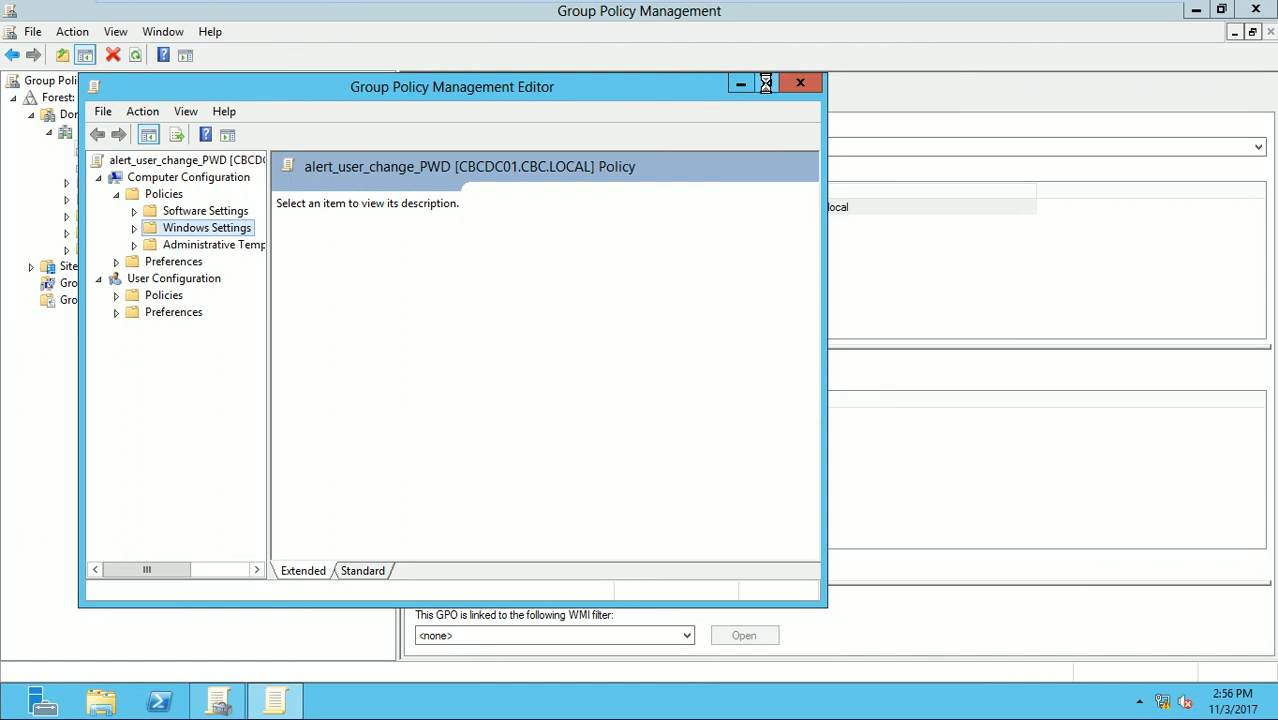 Group Policy Management
File Action View Window Help
Group Poli
Forest:
Dor
Site
Gro
Gro
Group Policy Management Editor
File Action View Help
alert_user_change_PWD [CBCD
Computer Configuration
Policies
Software Settings
Windows Settings
Administrative Temp
Preferences
User Configuration
Policies
Preferences
alert_user_change_PWD [CBCDC01.CBC.LOCAL] Policy
Select an item to view its description.
Extended Standard
local
This GPO is linked to the following WMI filter:
<none> Open
2:56 PM
11/3/2017